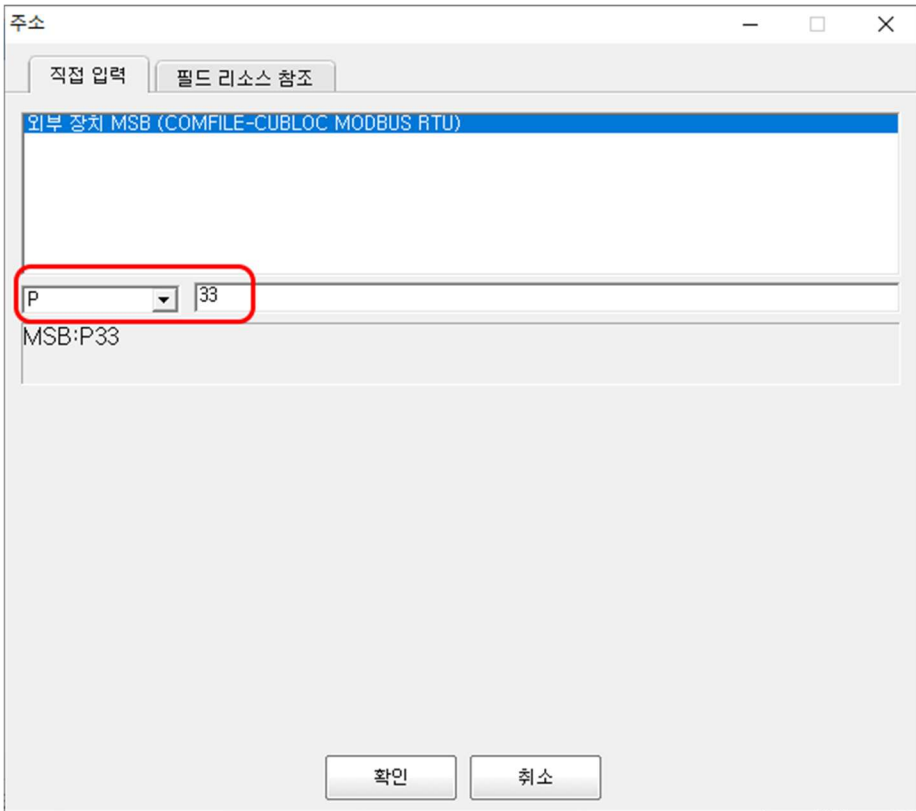 주소
직접 입력 필드 리소스 참조
외부 장치 MSB (COMFILE-CUBLOC MODBUS RTU)
P 33
MSB:P33
확인 취소